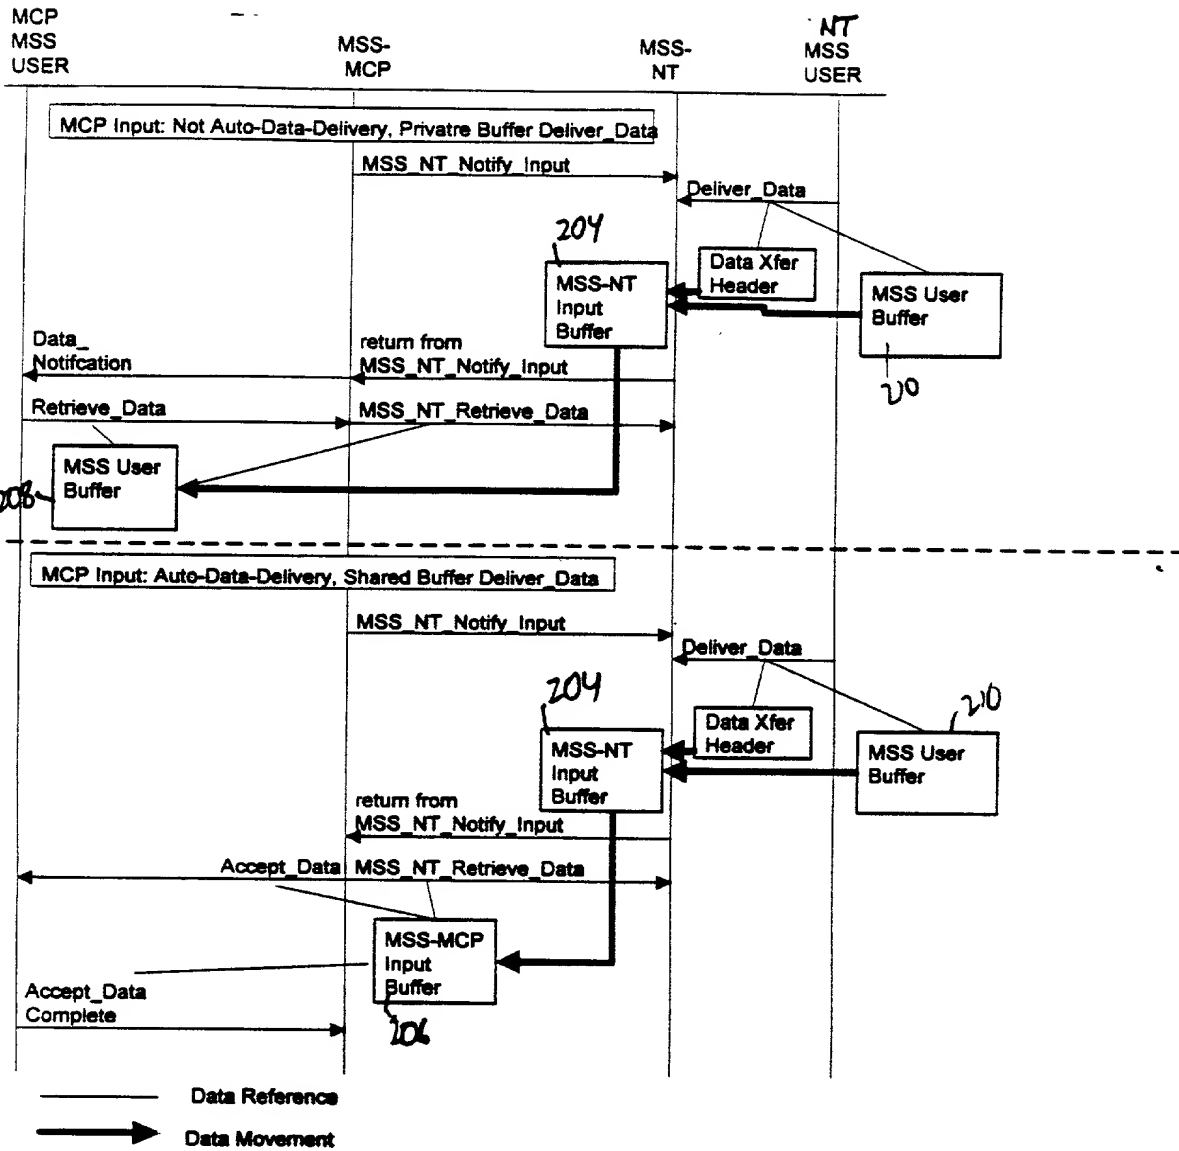 MCP
MSS
USER
MSS-
MCP
MSS-
NT
NT
MSS
USER
MCP Input: Not Auto-Data-Delivery, Privatre Buffer Deliver_Data
MSS_NT_Notify_Input
Deliver_Data
204
Data Xfer
Header
MSS-NT
Input
Buffer
MSS User
Buffer
210
Data_
Notifcation
return from
MSS_NT_Notify_Input
Retrieve_Data
MSS_NT_Retrieve_Data
MSS User
Buffer
208
MCP Input: Auto-Data-Delivery, Shared Buffer Deliver_Data
MSS_NT_Notify_Input
Deliver_Data
204
210
Data Xfer
Header
MSS-NT
Input
Buffer
MSS User
Buffer
return from
MSS_NT_Notify_Input
Accept_Data
MSS_NT_Retrieve_Data
MSS-MCP
Input
Buffer
206
Accept_Data
Complete
Data Reference
Data Movement